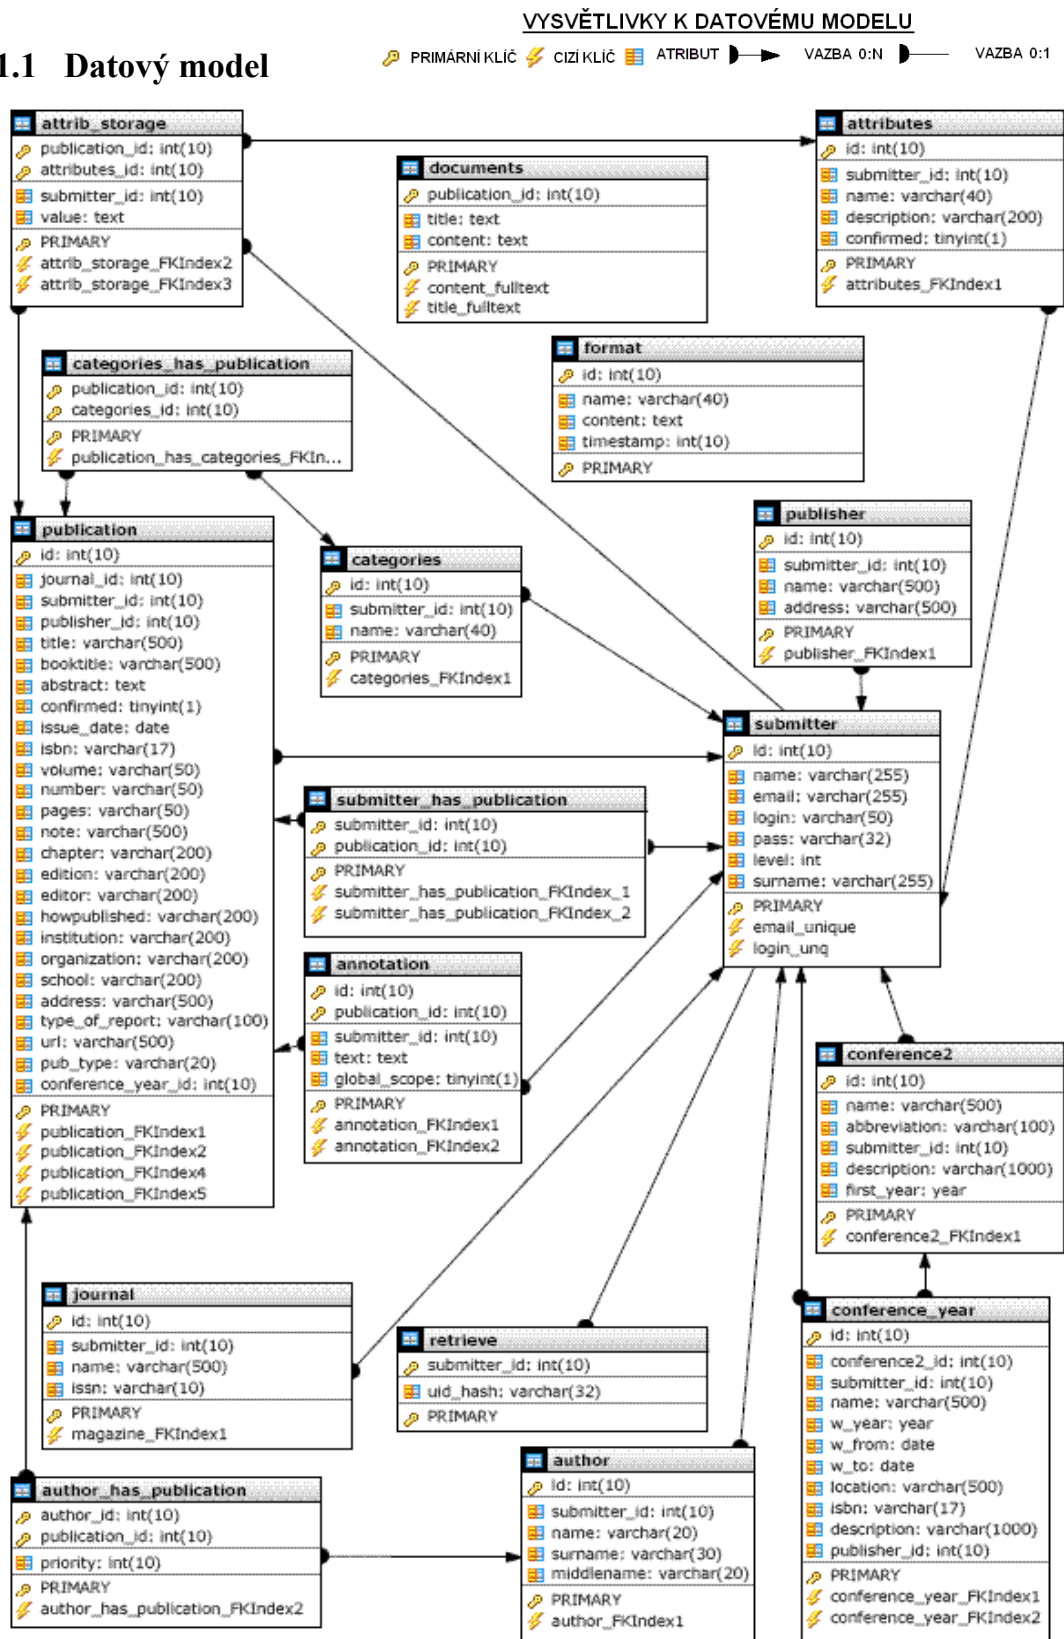 VYSVĚTLIVKY K DATOVÉMU MODELU
PRIMÁRNÍ KLÍČ CIZÍ KLÍČ ATRIBUT VAZBA 0:N VAZBA 0:1
1.1 Datový model
attrib_storage
publication_id: int(10)
attributes_id: int(10)
submitter_id: int(10)
value: text
PRIMARY
attrib_storage_FKIndex2
attrib_storage_FKIndex3
documents
publication_id: int(10)
title: text
content: text
PRIMARY
content_fulltext
title_fulltext
attributes
id: int(10)
submitter_id: int(10)
name: varchar(40)
description: varchar(200)
confirmed: tinyint(1)
PRIMARY
attributes_FKIndex1
categories_has_publication
publication_id: int(10)
categories_id: int(10)
PRIMARY
publication_has_categories_FKIn...
format
id: int(10)
name: varchar(40)
content: text
timestamp: int(10)
PRIMARY
publication
id: int(10)
journal_id: int(10)
submitter_id: int(10)
publisher_id: int(10)
title: varchar(500)
booktitle: varchar(500)
abstract: text
confirmed: tinyint(1)
issue_date: date
isbn: varchar(17)
volume: varchar(50)
number: varchar(50)
pages: varchar(50)
note: varchar(500)
chapter: varchar(200)
edition: varchar(200)
editor: varchar(200)
howpublished: varchar(200)
institution: varchar(200)
organization: varchar(200)
school: varchar(200)
address: varchar(500)
type_of_report: varchar(100)
url: varchar(500)
pub_type: varchar(20)
conference_year_id: int(10)
PRIMARY
publication_FKIndex1
publication_FKIndex2
publication_FKIndex4
publication_FKIndex5
categories
id: int(10)
submitter_id: int(10)
name: varchar(40)
PRIMARY
categories_FKIndex1
publisher
id: int(10)
submitter_id: int(10)
name: varchar(500)
address: varchar(500)
PRIMARY
publisher_FKIndex1
submitter
Id: int(10)
name: varchar(255)
email: varchar(255)
login: varchar(50)
pass: varchar(32)
level: int
surname: varchar(255)
PRIMARY
email_unique
login_unq
submitter_has_publication
submitter_id: int(10)
publication_id: int(10)
PRIMARY
submitter_has_publication_FKIndex_1
submitter_has_publication_FKIndex_2
annotation
id: int(10)
publication_id: int(10)
submitter_id: int(10)
text: text
global_scope: tinyint(1)
PRIMARY
annotation_FKIndex1
annotation_FKIndex2
conference2
id: int(10)
name: varchar(500)
abbreviation: varchar(100)
submitter_id: int(10)
description: varchar(1000)
first_year: year
PRIMARY
conference2_FKIndex1
journal
id: int(10)
submitter_id: int(10)
name: varchar(500)
issn: varchar(10)
PRIMARY
magazine_FKIndex1
retrieve
submitter_id: int(10)
uid_hash: varchar(32)
PRIMARY
conference_year
id: int(10)
conference2_id: int(10)
submitter_id: int(10)
name: varchar(500)
w_year: year
w_from: date
w_to: date
location: varchar(500)
isbn: varchar(17)
description: varchar(1000)
publisher_id: int(10)
PRIMARY
conference_year_FKIndex1
conference_year_FKIndex2
author_has_publication
author_id: int(10)
publication_id: int(10)
priority: int(10)
PRIMARY
author_has_publication_FKIndex2
author
Id: int(10)
submitter_id: int(10)
name: varchar(20)
surname: varchar(30)
middlename: varchar(20)
PRIMARY
author_FKIndex1